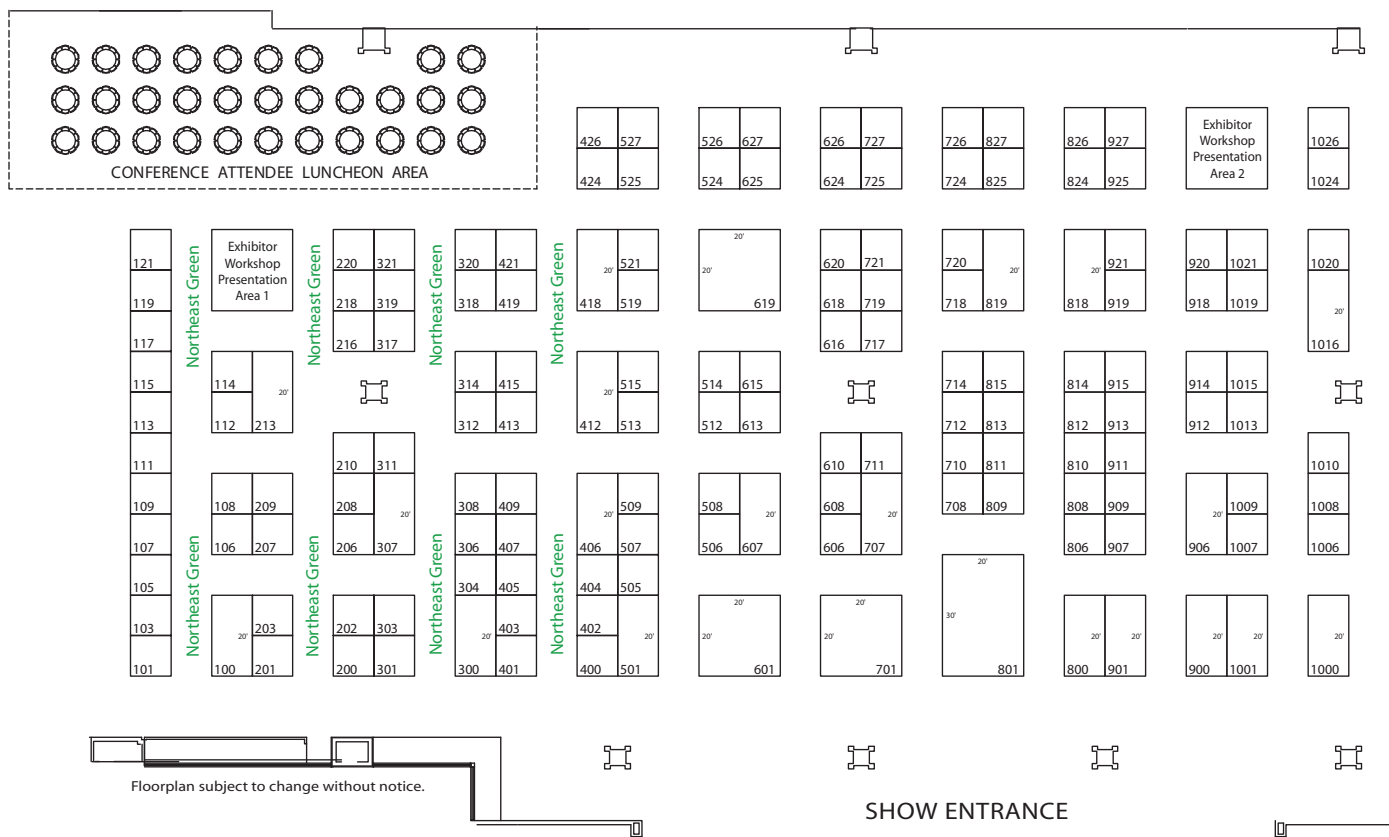 CONFERENCE ATTENDEE LUNCHEON AREA
426 527 526 627 626 727 726 827 826 927 1026
424 525 524 625 624 725 724 825 824 925 1024
Exhibitor
Workshop
Presentation
Area 2
121 220 321 320 421 521 620 721 720 921 920 1021 1020
119 218 319 318 419 418 519 619 618 719 718 819 818 919 918 1019
117 216 317 616 717 1016
Exhibitor
Workshop
Presentation
Area 1
20' 20' 20' 20' 20' 20'
Northeast Green
Northeast Green
Northeast Green
Northeast Green
115 114 314 415 515 514 615 714 815 814 915 914 1015
20' 20'
113 112 213 312 413 412 513 512 613 712 813 812 913 912 1013
111 210 311 610 711 710 811 810 911 1010
109 108 209 208 308 409 509 508 608 708 809 808 909 1009 1008
20' 20' 20' 20' 20'
107 106 207 206 307 306 407 406 507 506 607 606 707 806 907 906 1007 1006
105 304 405 404 505
20' 20' 20'
103 203 202 303 403 402
30'
20' 20' 20' 20' 20' 20' 20' 20' 20' 20'
101 100 201 200 301 300 401 400 501 601 701 801 800 901 900 1001 1000
Northeast Green
Northeast Green
Northeast Green
Northeast Green
Floorplan subject to change without notice.
SHOW ENTRANCE